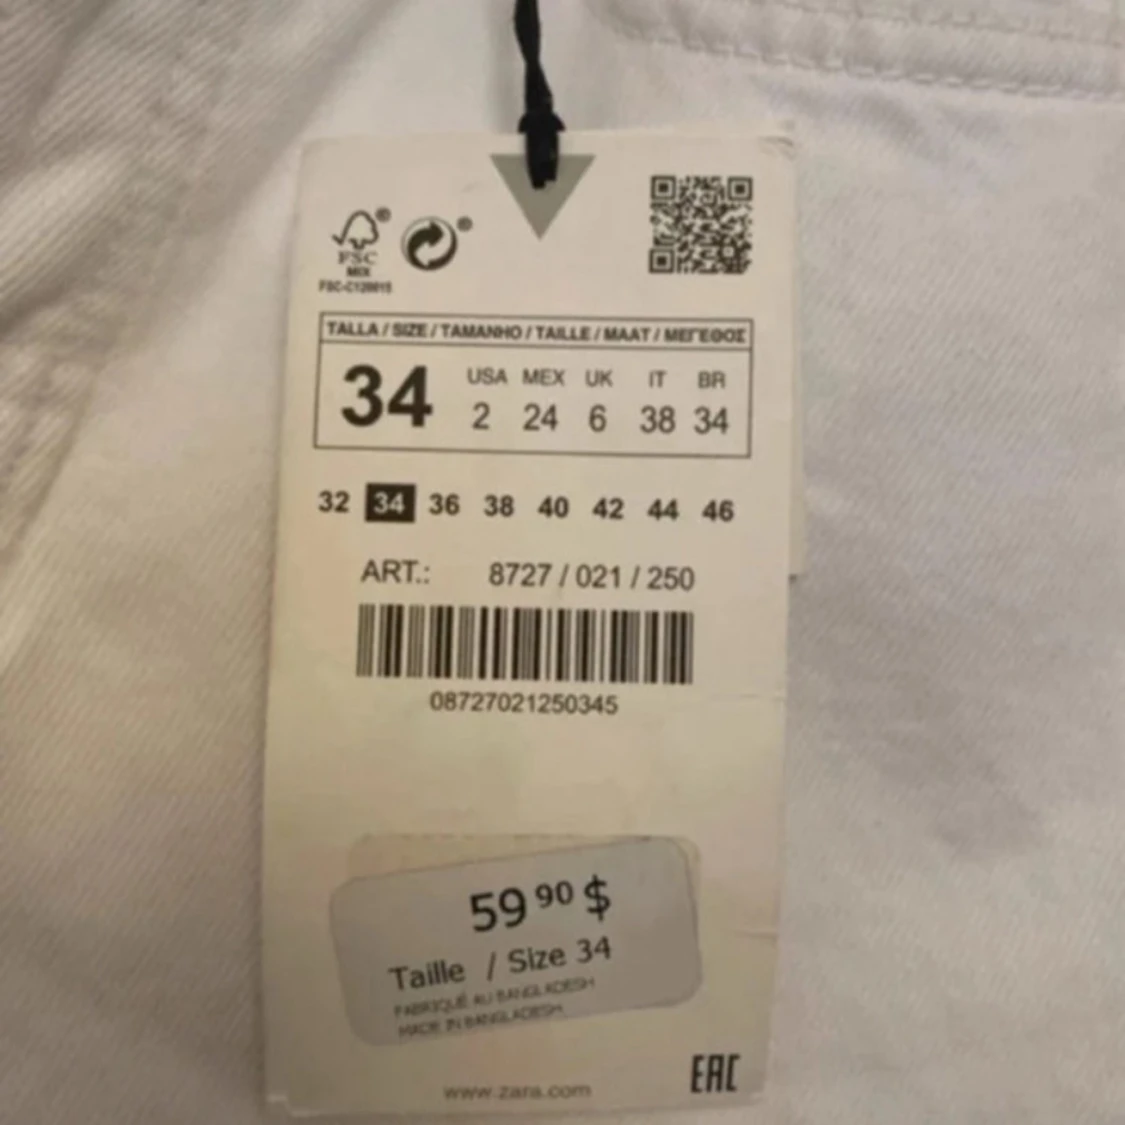 FSC
MIX
FSC-C120015
TALLA / SIZE / TAMANHO / TAILLE / MAAT / ΜΕΓΕΘΟΣ
34
USA MEX UK IT BR
2 24 6 38 34
32 34 36 38 40 42 44 46
ART.: 8727 / 021 / 250
08727021250345
59 90 $
Taille / Size 34
FABRIQUÉ AU BANGLADESH
MADE IN BANGLADESH
EAC
www.zara.com